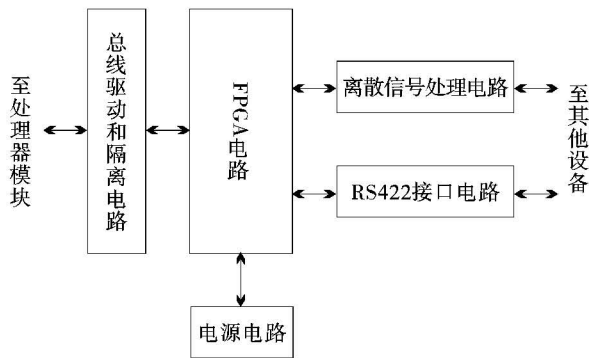 至处理器模块
总线驱动和隔离电路
FPGA电路
离散信号处理电路
RS422接口电路
至其他设备
电源电路